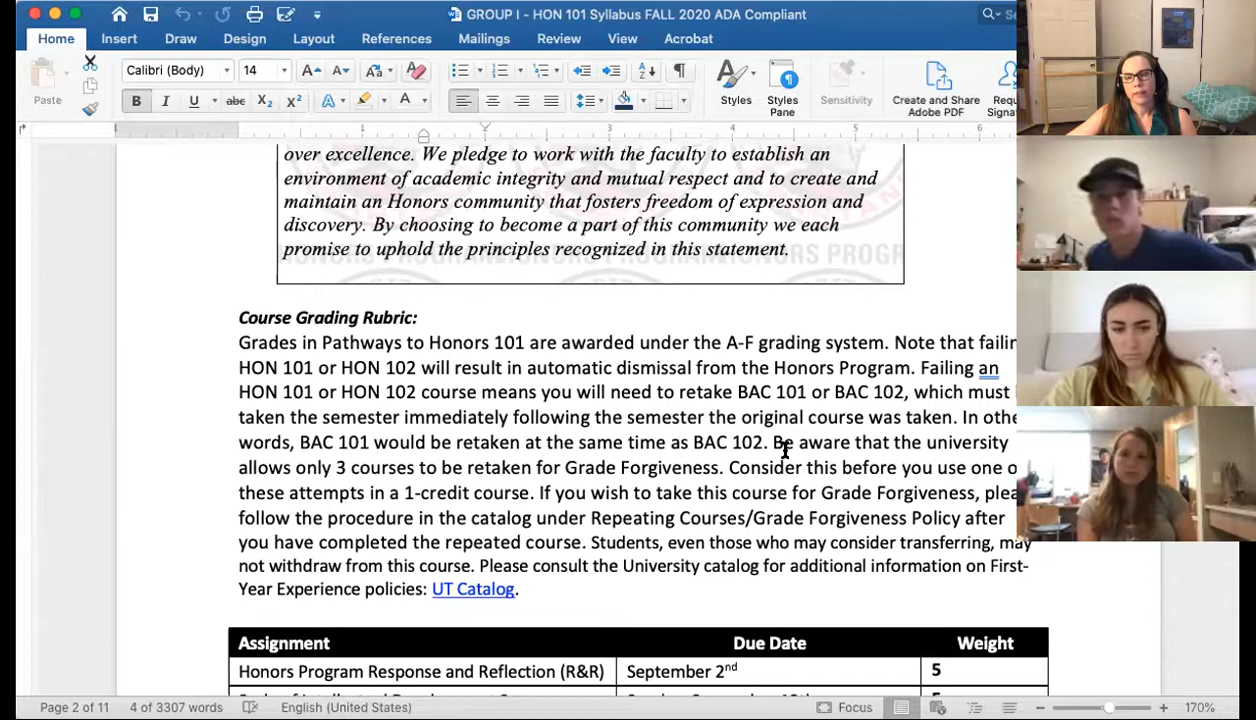 GROUP I - HON 101 Syllabus FALL 2020 ADA Compliant
Home Insert Draw Design Layout References Mailings Review View Acrobat
Paste
Calibri (Body) 14
B I U abc X₂ X² A A
Styles
Styles Pane
Sensitivity
Create and Share Adobe PDF
1 1 2 3 4 5 6
over excellence. We pledge to work with the faculty to establish an
environment of academic integrity and mutual respect and to create and
maintain an Honors community that fosters freedom of expression and
discovery. By choosing to become a part of this community we each
promise to uphold the principles recognized in this statement.
Course Grading Rubric:
Grades in Pathways to Honors 101 are awarded under the A-F grading system. Note that failin
HON 101 or HON 102 will result in automatic dismissal from the Honors Program. Failing an
HON 101 or HON 102 course means you will need to retake BAC 101 or BAC 102, which must
taken the semester immediately following the semester the original course was taken. In othe
words, BAC 101 would be retaken at the same time as BAC 102. Be aware that the university
allows only 3 courses to be retaken for Grade Forgiveness. Consider this before you use one o
these attempts in a 1-credit course. If you wish to take this course for Grade Forgiveness, plea
follow the procedure in the catalog under Repeating Courses/Grade Forgiveness Policy after
you have completed the repeated course. Students, even those who may consider transferring, may
not withdraw from this course. Please consult the University catalog for additional information on First-
Year Experience policies: UT Catalog.
Assignment Due Date Weight
Honors Program Response and Reflection (R&R) September 2nd 5
Page 2 of 11 4 of 3307 words English (United States) Focus 170%